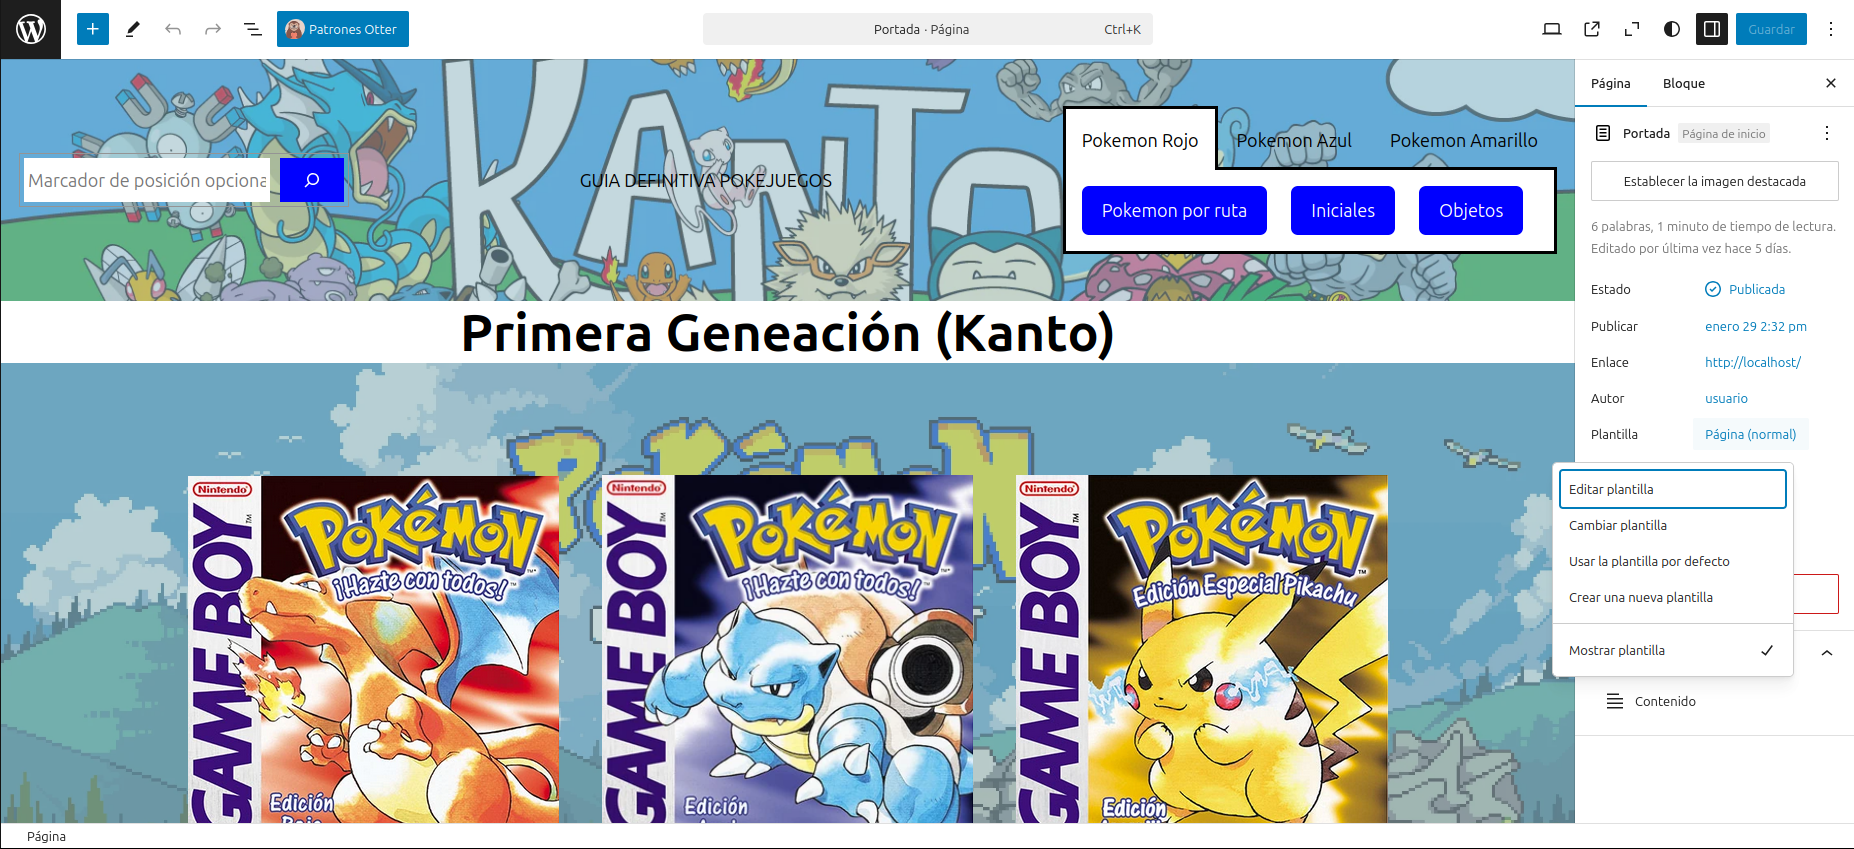 Patrones Otter
Portada · Página
Ctrl+K
Guardar
KANTO
Marcador de posición opciona
GUIA DEFINITIVA POKEJUEGOS
Pokemon Rojo
Pokemon Azul
Pokemon Amarillo
Pokemon por ruta
Iniciales
Objetos
Primera Geneación (Kanto)
POKéMON
Nintendo
GAME BOY
TM
POKéMON
¡Hazte con todos!
Edición
Nintendo
GAME BOY
TM
POKéMON
¡Hazte con todos!
Edición
Nintendo
GAME BOY
TM
POKéMON
Edición Especial Pikachu
Edición
Página
Bloque
Portada
Página de inicio
Establecer la imagen destacada
6 palabras, 1 minuto de tiempo de lectura.
Editado por última vez hace 5 días.
Estado
Publicada
Publicar
enero 29 2:32 pm
Enlace
http://localhost/
Autor
usuario
Plantilla
Página (normal)
Editar plantilla
Cambiar plantilla
Usar la plantilla por defecto
Crear una nueva plantilla
Mostrar plantilla
Contenido
Página